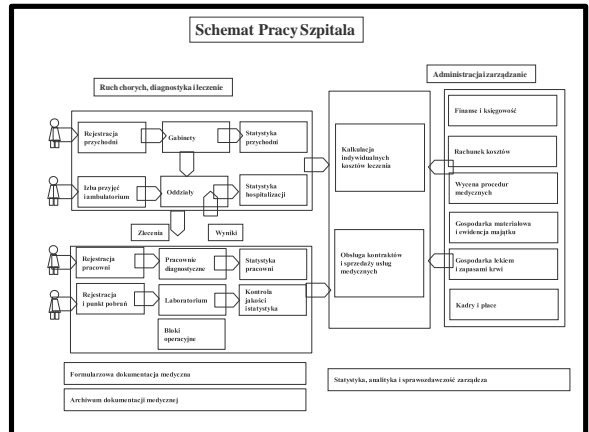 Schemat Pracy Szpitala
Ruch chorych, diagnostyka i leczenie
Administracja i zarządzanie
Rejestracja
przychodni
Gabinety
Statystyka
przychodni
Izba przyjęć
i ambulatorium
Oddziały
Statystyka
hospitalizacji
Zlecenia
Wyniki
Rejestracja
pracowni
Pracownie
diagnostyczne
Statystyka
pracowni
Rejestracja
i punkt pobrań
Laboratorium
Kontrola
jakości
i statystyka
Bloki
operacyjne
Formularzowa dokumentacja medyczna
Archiwum dokumentacji medycznej
Kalkulacja
indywidualnych
kosztów leczenia
Obsługa kontraktów
i sprzedaży usług
medycznych
Finanse i księgowość
Rachunek kosztów
Wycena procedur
medycznych
Gospodarka materiałowa
i ewidencja majątku
Gospodarka lekiem
i zapasami krwi
Kadry i płace
Statystyka, analityka i sprawozdawczość zarządcza